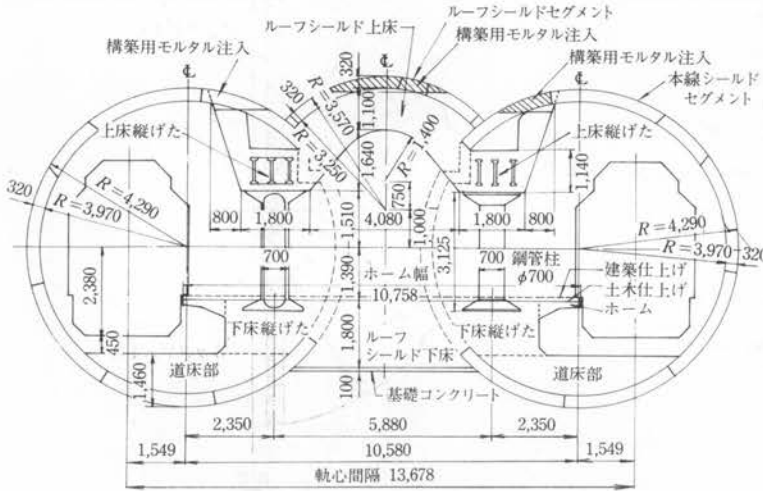 ルーフシールドセグメント
ルーフシールド上床
構築用モルタル注入
構築用モルタル注入
構築用モルタル注入
本線シールド
セグメント
℄
℄
℄
320
320
R=3,570
R=3,250
1,100
1,640
R=1,400
上床縦げた
上床縦げた
1,140
R=4,290
R=3,970
320
800
1,800
1,510
4,080
750
1,000
1,800
800
3,125
R=4,290
R=3,970
320
700
1,390
ホーム幅
10,758
700
鋼管柱
φ700
建築仕上げ
土木仕上げ
ホーム
2,380
450
1,460
下床縦げた
下床縦げた
1,800
ルーフ
シールド下床
道床部
道床部
100
基礎コンクリート
2,350
5,880
2,350
1,549
10,580
1,549
軌心間隔 13,678